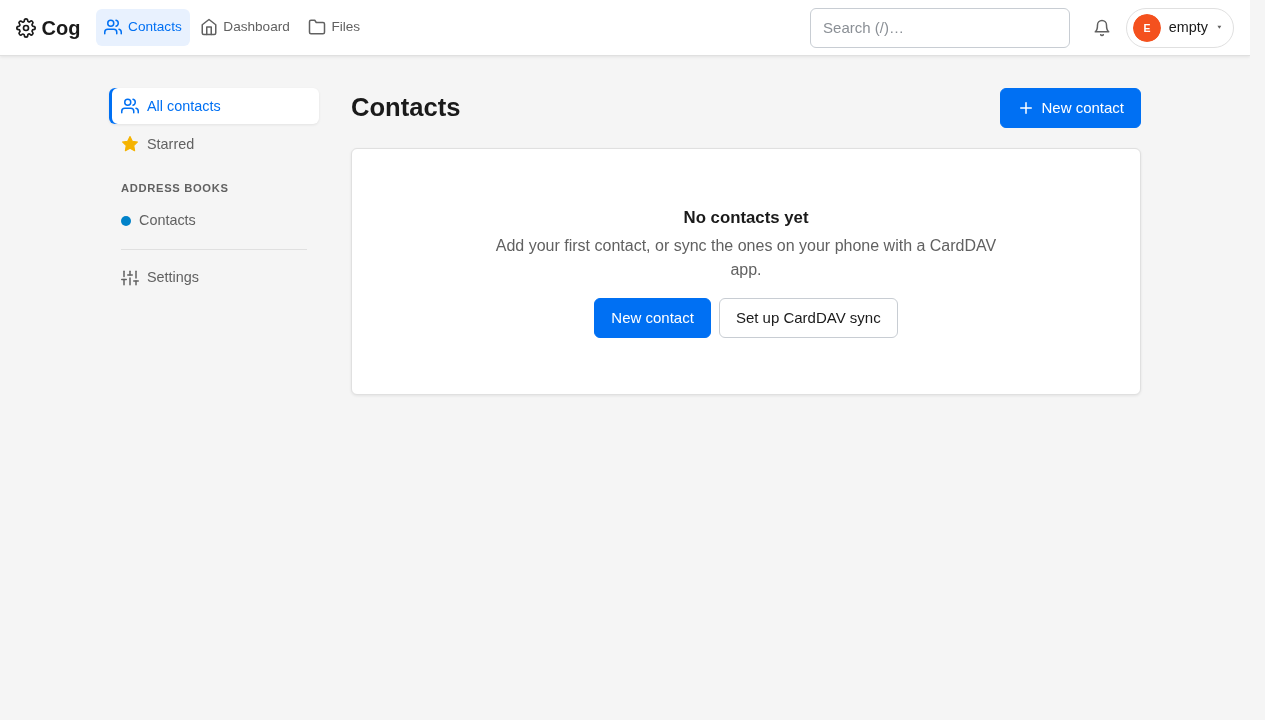 Cog
Contacts
Dashboard
Files
Search (/)…
E
empty
All contacts
Starred
ADDRESS BOOKS
Contacts
Settings
Contacts
New contact
No contacts yet
Add your first contact, or sync the ones on your phone with a CardDAV
app.
New contact
Set up CardDAV sync